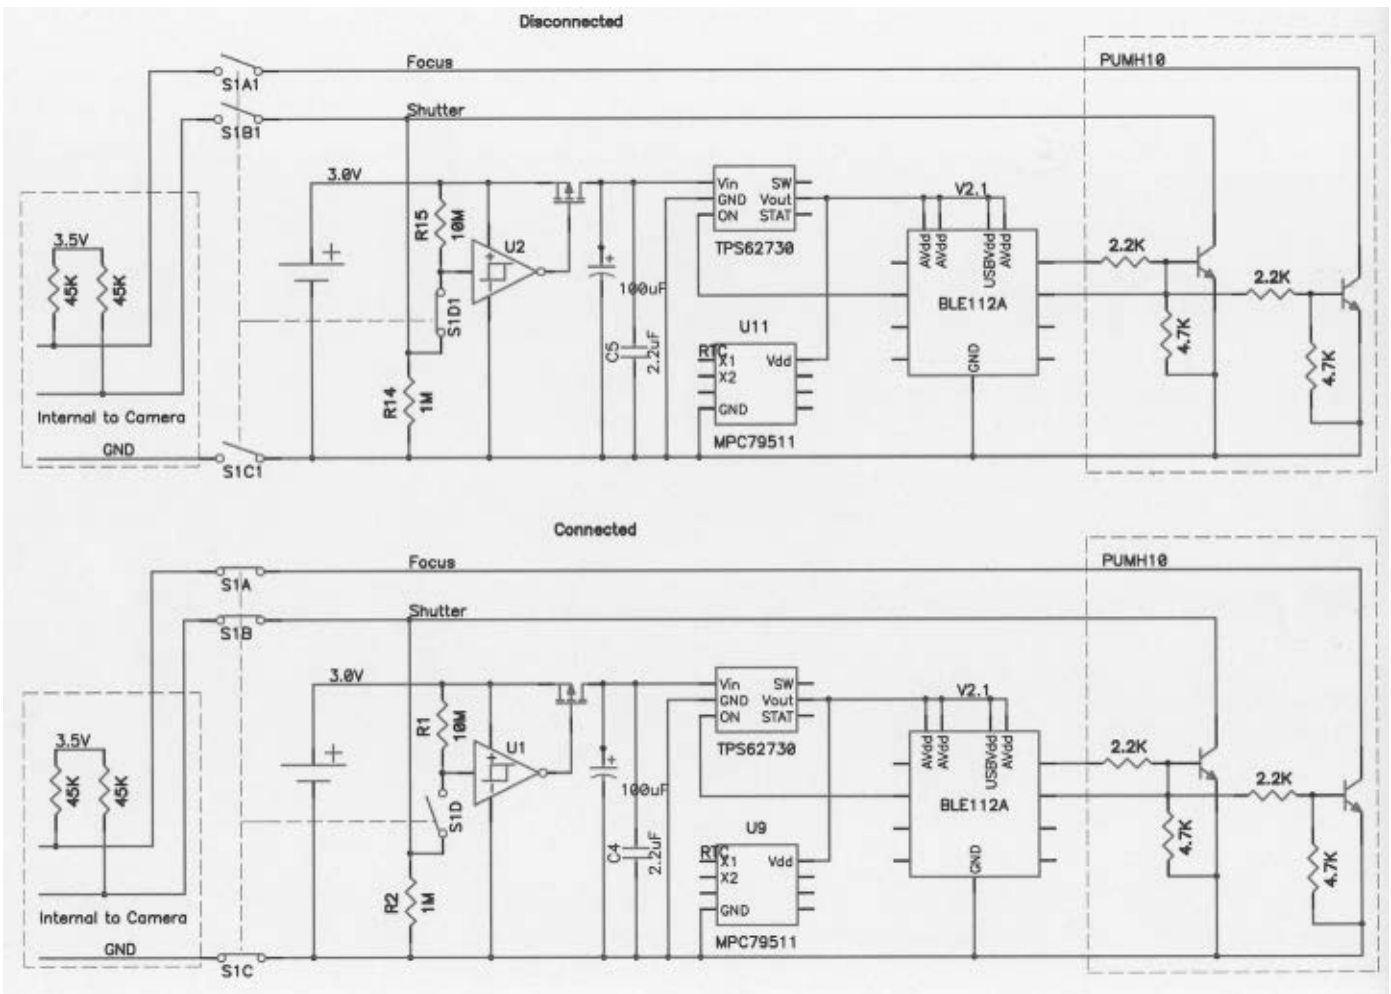 Disconnected
Focus
PUMH10
S1A1
Shutter
S1B1
3.0V
Vin SW
GND Vout
ON STAT
V2.1
R15
10M
U2
TPS62730
AVdd
AVdd
USBVdd
AVdd
2.2K
3.5V
45K
45K
100uF
2.2K
BLE112A
S1D1
U11
C5
2.2uF
RTC
X1 Vdd
X2
GND
4.7K
4.7K
GND
R14
1M
Internal to Camera
MPC79511
GND
S1C1
Connected
Focus
PUMH10
S1A
Shutter
S1B
3.0V
Vin SW
GND Vout
ON STAT
V2.1
R1
10M
U1
TPS62730
AVdd
AVdd
USBVdd
AVdd
2.2K
3.5V
45K
45K
100uF
2.2K
BLE112A
S1D
U9
C4
2.2uF
RTC
X1 Vdd
X2
GND
4.7K
4.7K
GND
R2
1M
Internal to Camera
MPC79511
GND
S1C